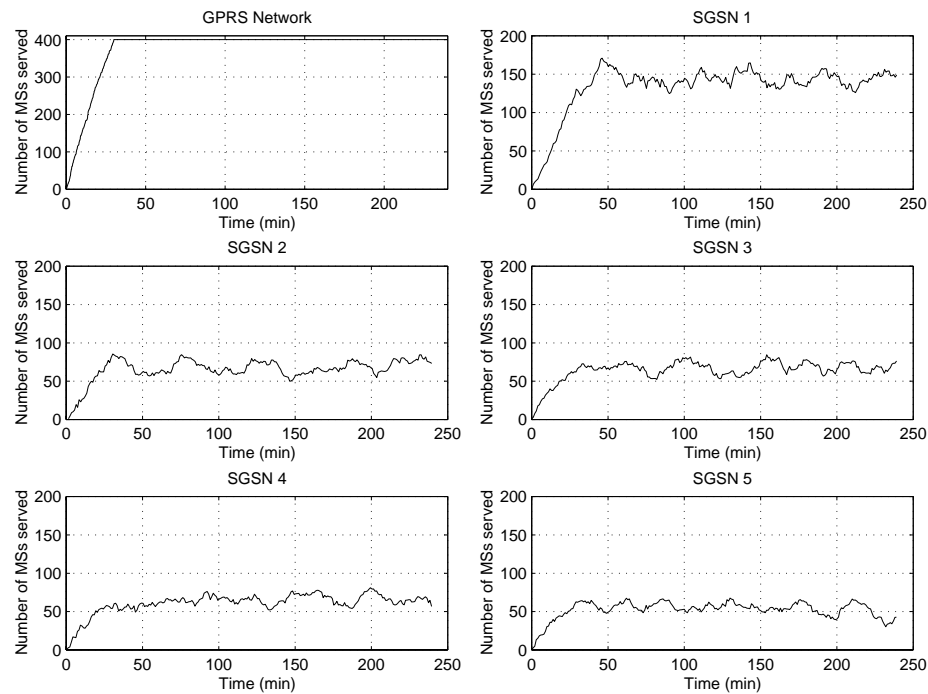 GPRS Network
Number of MSs served
400
300
200
100
0
0 50 100 150 200
Time (min)
SGSN 1
Number of MSs served
200
150
100
50
0
0 50 100 150 200 250
Time (min)
SGSN 2
Number of MSs served
200
150
100
50
0
0 50 100 150 200 250
Time (min)
SGSN 3
Number of MSs served
200
150
100
50
0
0 50 100 150 200 250
Time (min)
SGSN 4
Number of MSs served
200
150
100
50
0
0 50 100 150 200 250
Time (min)
SGSN 5
Number of MSs served
200
150
100
50
0
0 50 100 150 200 250
Time (min)